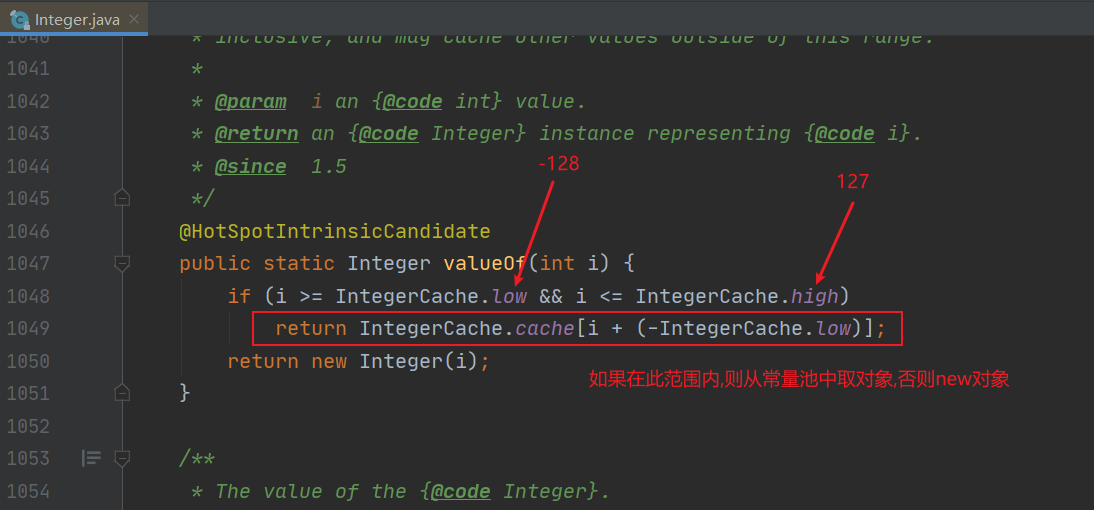 Integer.java ×
1040 * inclusive, and may cache other values outside of this range.
1041 *
1042 * @param i an {@code int} value.
1043 * @return an {@code Integer} instance representing {@code i}.
1044 * @since 1.5
-128
127
1045 */
1046 @HotSpotIntrinsicCandidate
1047 public static Integer valueOf(int i) {
1048 if (i >= IntegerCache.low && i <= IntegerCache.high)
1049 return IntegerCache.cache[i + (-IntegerCache.low)];
1050 return new Integer(i);
如果在此范围内,则从常量池中取对象,否则new对象
1051 }
1052
1053 /**
1054 * The value of the {@code Integer}.